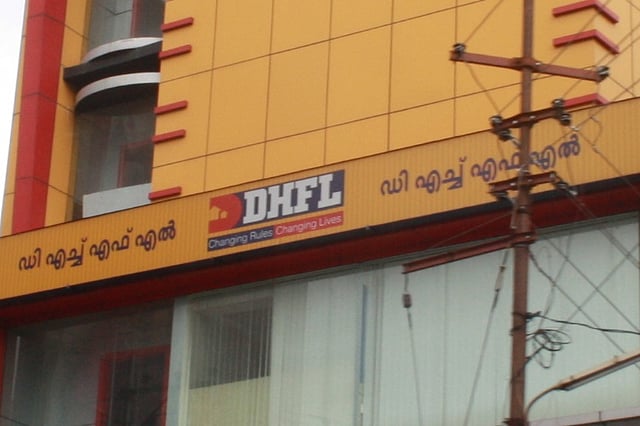 ഡി എച്ച് എഫ് എൽ
DHFL
Changing Rules Changing Lives
ഡി എച്ച് എഫ് എൽ